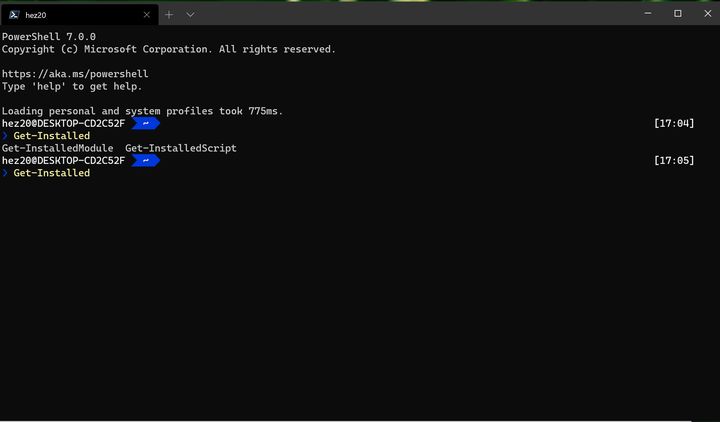 hez20
PowerShell 7.0.0
Copyright (c) Microsoft Corporation. All rights reserved.
https://aka.ms/powershell
Type 'help' to get help.
Loading personal and system profiles took 775ms.
hez20@DESKTOP-CD2C52F ~ [17:04]
❯ Get-Installed
Get-InstalledModule  Get-InstalledScript
hez20@DESKTOP-CD2C52F ~ [17:05]
❯ Get-Installed